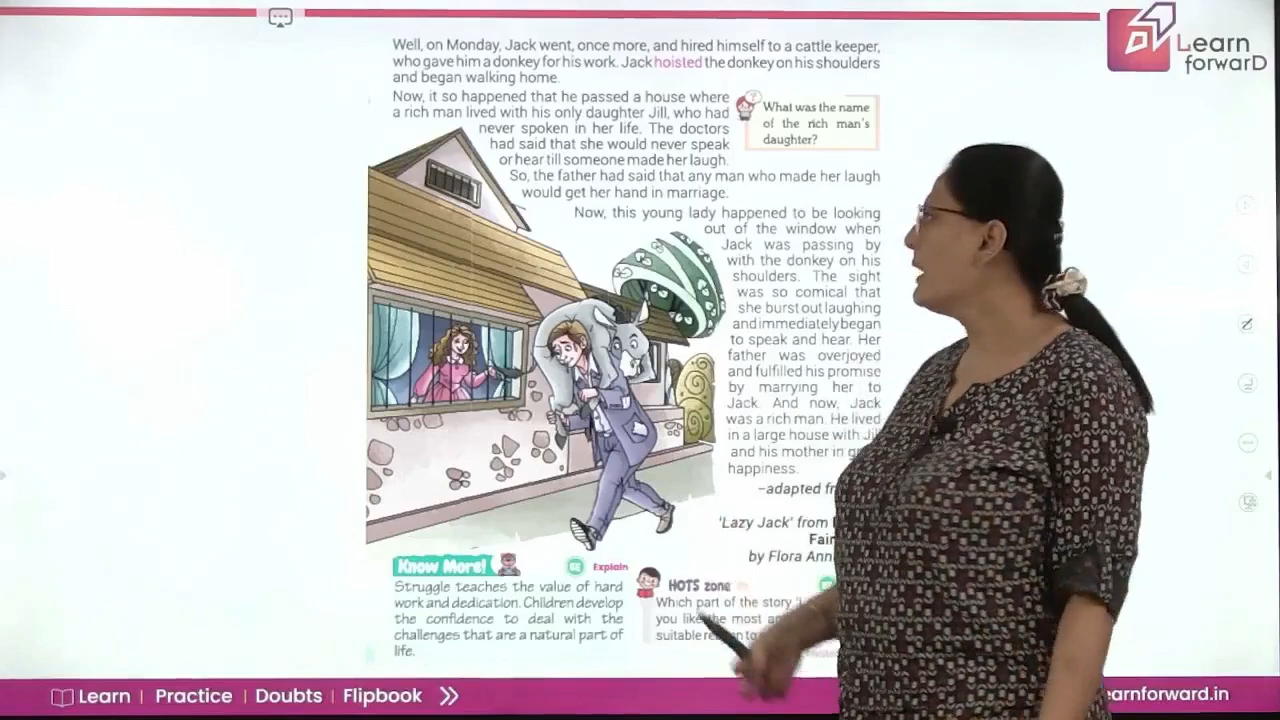 Learn
forwarD
Well, on Monday, Jack went, once more, and hired himself to a cattle keeper,
who gave him a donkey for his work. Jack hoisted the donkey on his shoulders
and began walking home.
Now, it so happened that he passed a house where
a rich man lived with his only daughter Jill, who had
never spoken in her life. The doctors
had said that she would never speak
or hear till someone made her laugh.
So, the father had said that any man who made her laugh
would get her hand in marriage.
What was the name
of the rich man's
daughter?
Now, this young lady happened to be looking
out of the window when
Jack was passing by
with the donkey on his
shoulders. The sight
was so comical that
she burst out laughing
and immediately began
to speak and hear. Her
father was overjoyed
and fulfilled his promise
by marrying her to
Jack. And now, Jack
was a rich man. He lived
in a large house with Jill
and his mother in
happiness.
–adapted
'Lazy Jack' from
by Flora
Know More!
Explain
Struggle teaches the value of hard
work and dedication. Children develop
the confidence to deal with the
challenges that are a natural part of
life.
HOTS zone
Which part of the story
you like the most
suitable
Learn | Practice | Doubts | Flipbook
earnforward.in